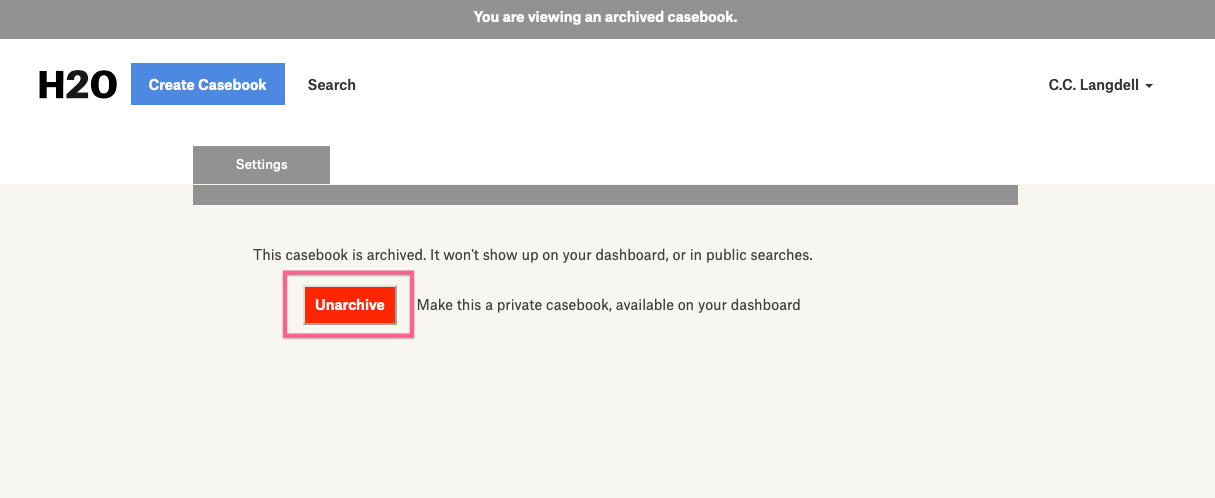 You are viewing an archived casebook.
H2O Create Casebook Search C.C. Langdell
Settings
This casebook is archived. It won't show up on your dashboard, or in public searches.
Unarchive Make this a private casebook, available on your dashboard